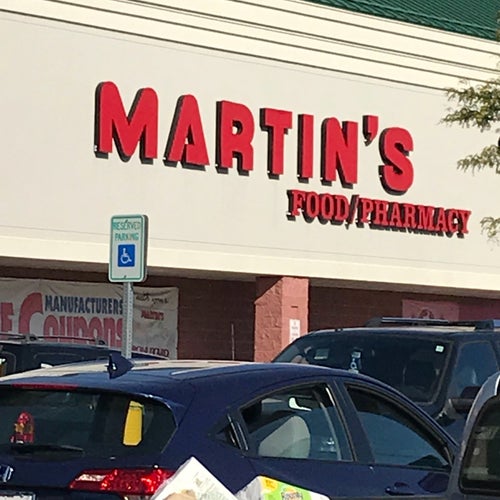 MARTIN'S
FOOD/PHARMACY
RESERVED
PARKING
MANUFACTURERS
COUPONS